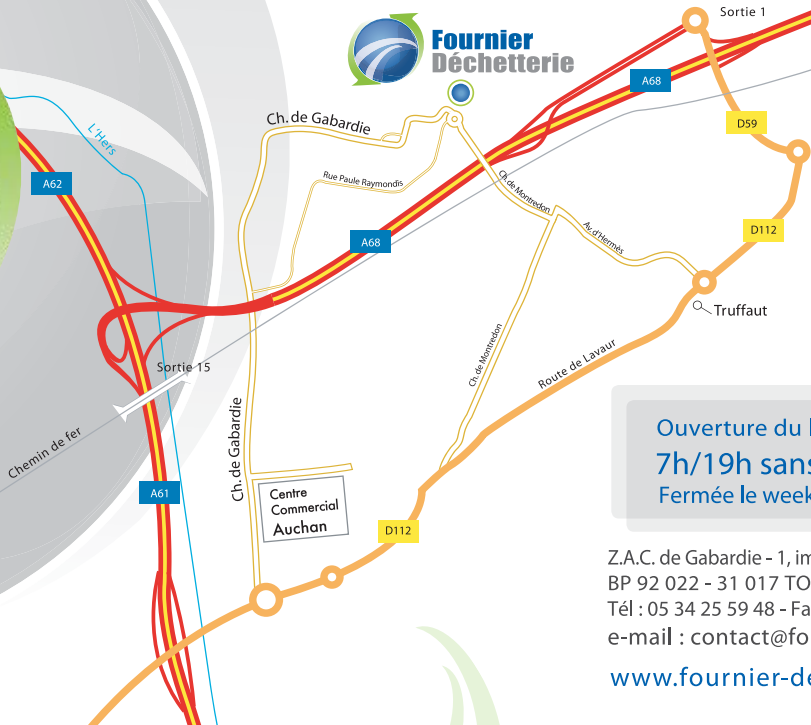 Sortie 1
Fournier
Déchetterie
A68
Ch. de Gabardie
D59
L'Hers
A62
Rue Paule Raymondis
Ch. de Montredon
Av. d'Hermès
D112
A68
Truffaut
Sortie 15
Ch. de Montredon
Route de Lavaur
Chemin de fer
Ch. de Gabardie
A61
Centre
Commercial
Auchan
D112
Ouverture du
7h/19h sans
Fermée le week
Z.A.C. de Gabardie - 1, im
BP 92 022 - 31 017 TO
Tél : 05 34 25 59 48 - Fa
e-mail : contact@fo
www.fournier-de